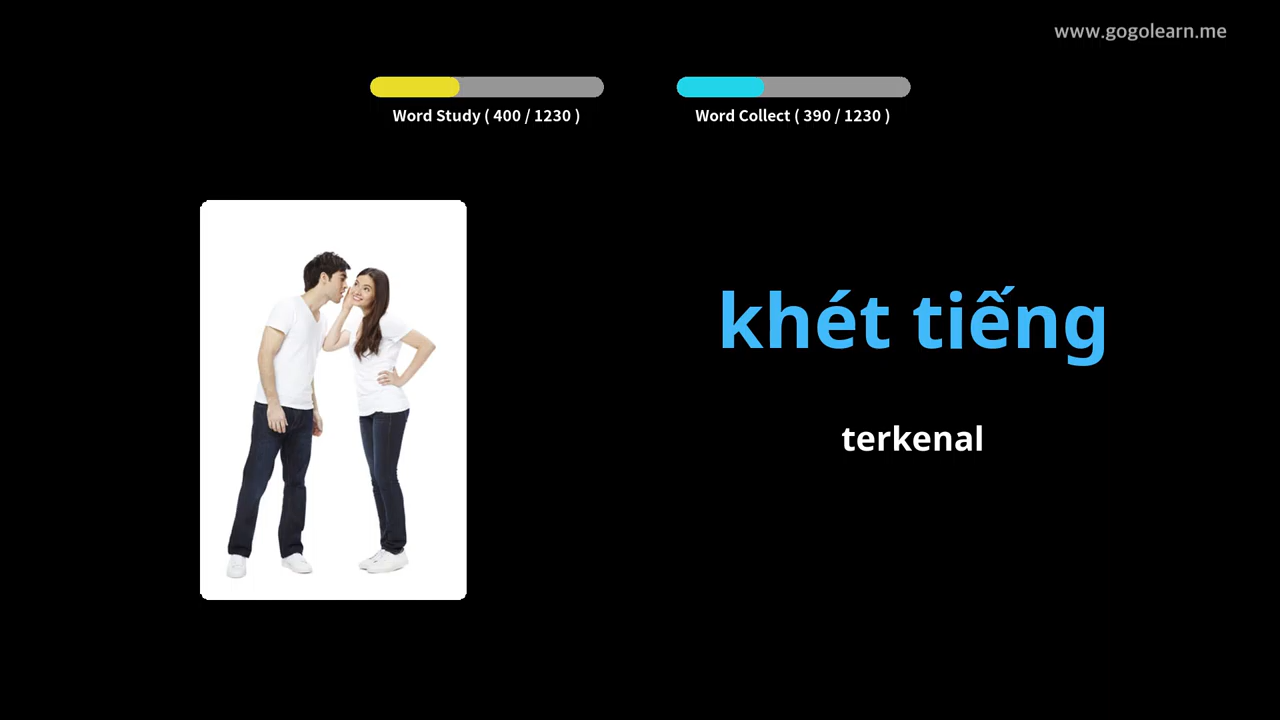 www.gogolearn.me
Word Study ( 400 / 1230 )
Word Collect ( 390 / 1230 )
khét tiếng
terkenal